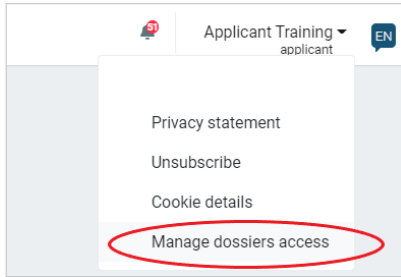 51
Applicant Training
applicant
EN
Privacy statement
Unsubscribe
Cookie details
Manage dossiers access